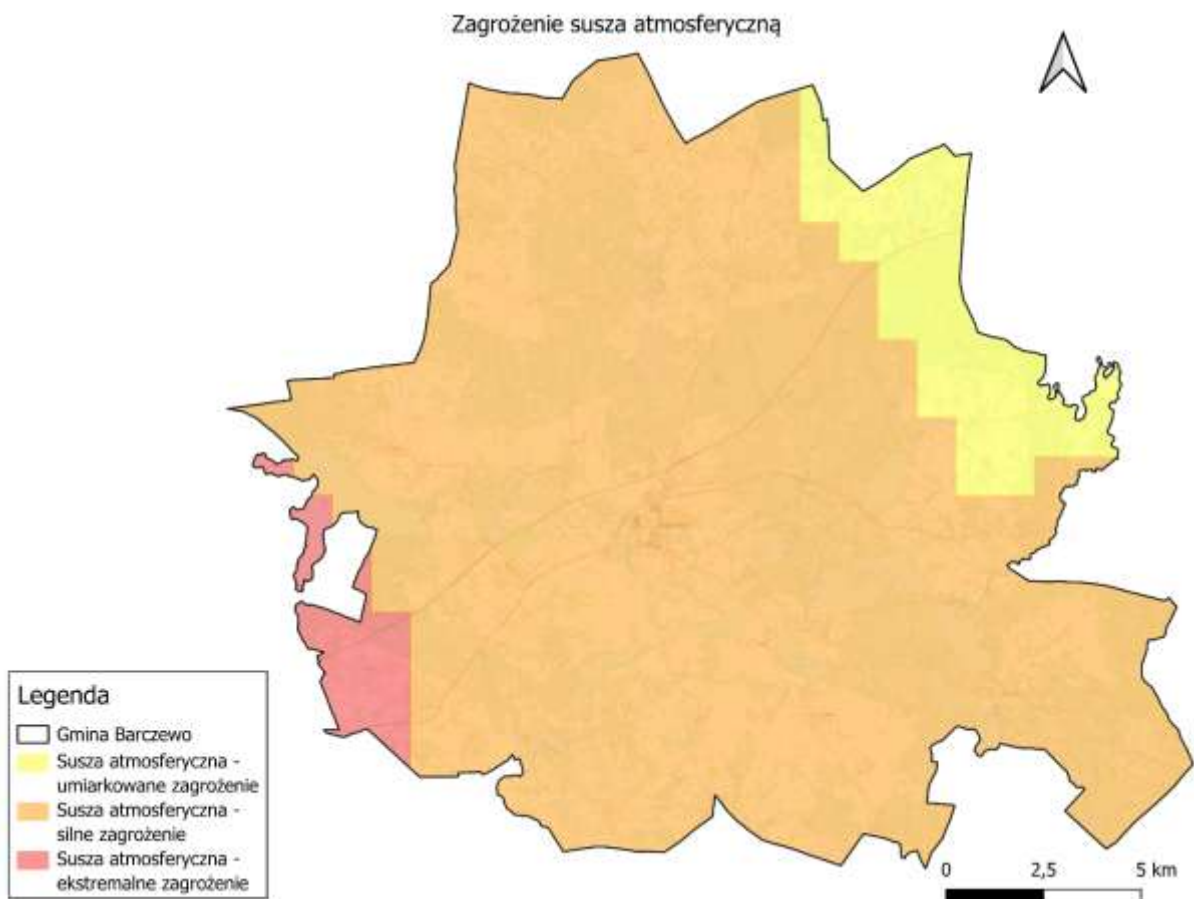 Zagrożenie susza atmosferyczną
Legenda
Gmina Barczewo
Susza atmosferyczna -
umiarkowane zagrożenie
Susza atmosferyczna -
silne zagrożenie
Susza atmosferyczna -
ekstremalne zagrożenie
0 2,5 5 km